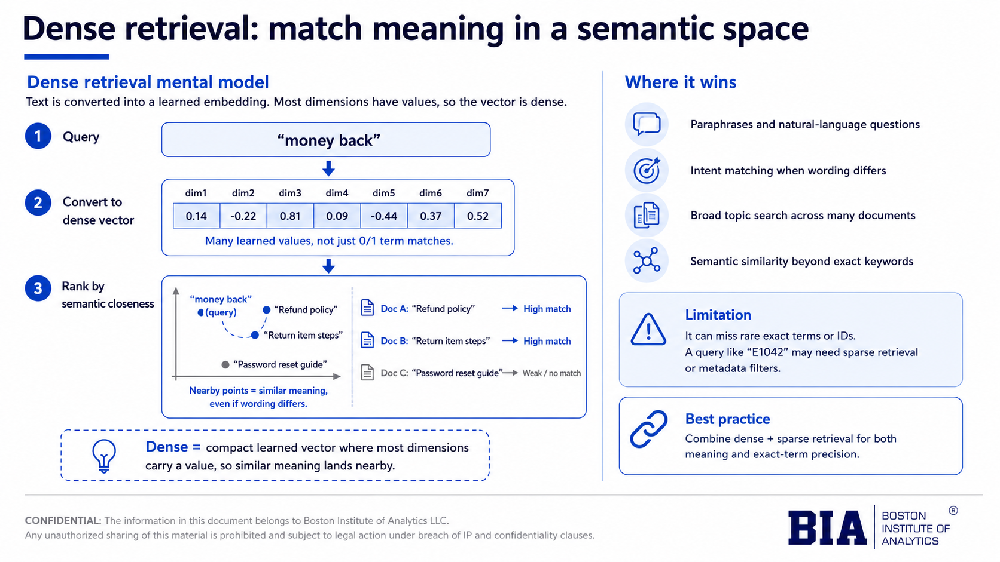 Dense retrieval: match meaning in a semantic space
Dense retrieval mental model
Text is converted into a learned embedding. Most dimensions have values, so the vector is dense.
1
Query
“money back”
2
Convert to
dense vector
dim1 dim2 dim3 dim4 dim5 dim6 dim7
0.14 -0.22 0.81 0.09 -0.44 0.37 0.52
Many learned values, not just 0/1 term matches.
3
Rank by
semantic closeness
“money back”
(query)
“Refund policy”
“Return item steps”
“Password reset guide”
Nearby points = similar meaning,
even if wording differs.
Doc A: “Refund policy” → High match
Doc B: “Return item steps” → High match
Doc C: “Password reset guide” → Weak / no match
Dense = compact learned vector where most dimensions
carry a value, so similar meaning lands nearby.
Where it wins
Paraphrases and natural-language questions
Intent matching when wording differs
Broad topic search across many documents
Semantic similarity beyond exact keywords
Limitation
It can miss rare exact terms or IDs.
A query like “E1042” may need sparse retrieval
or metadata filters.
Best practice
Combine dense + sparse retrieval for both
meaning and exact-term precision.
CONFIDENTIAL: The information in this document belongs to Boston Institute of Analytics LLC.
Any unauthorized sharing of this material is prohibited and subject to legal action under breach of IP and confidentiality clauses.
BIA
BOSTON
INSTITUTE OF
ANALYTICS
®